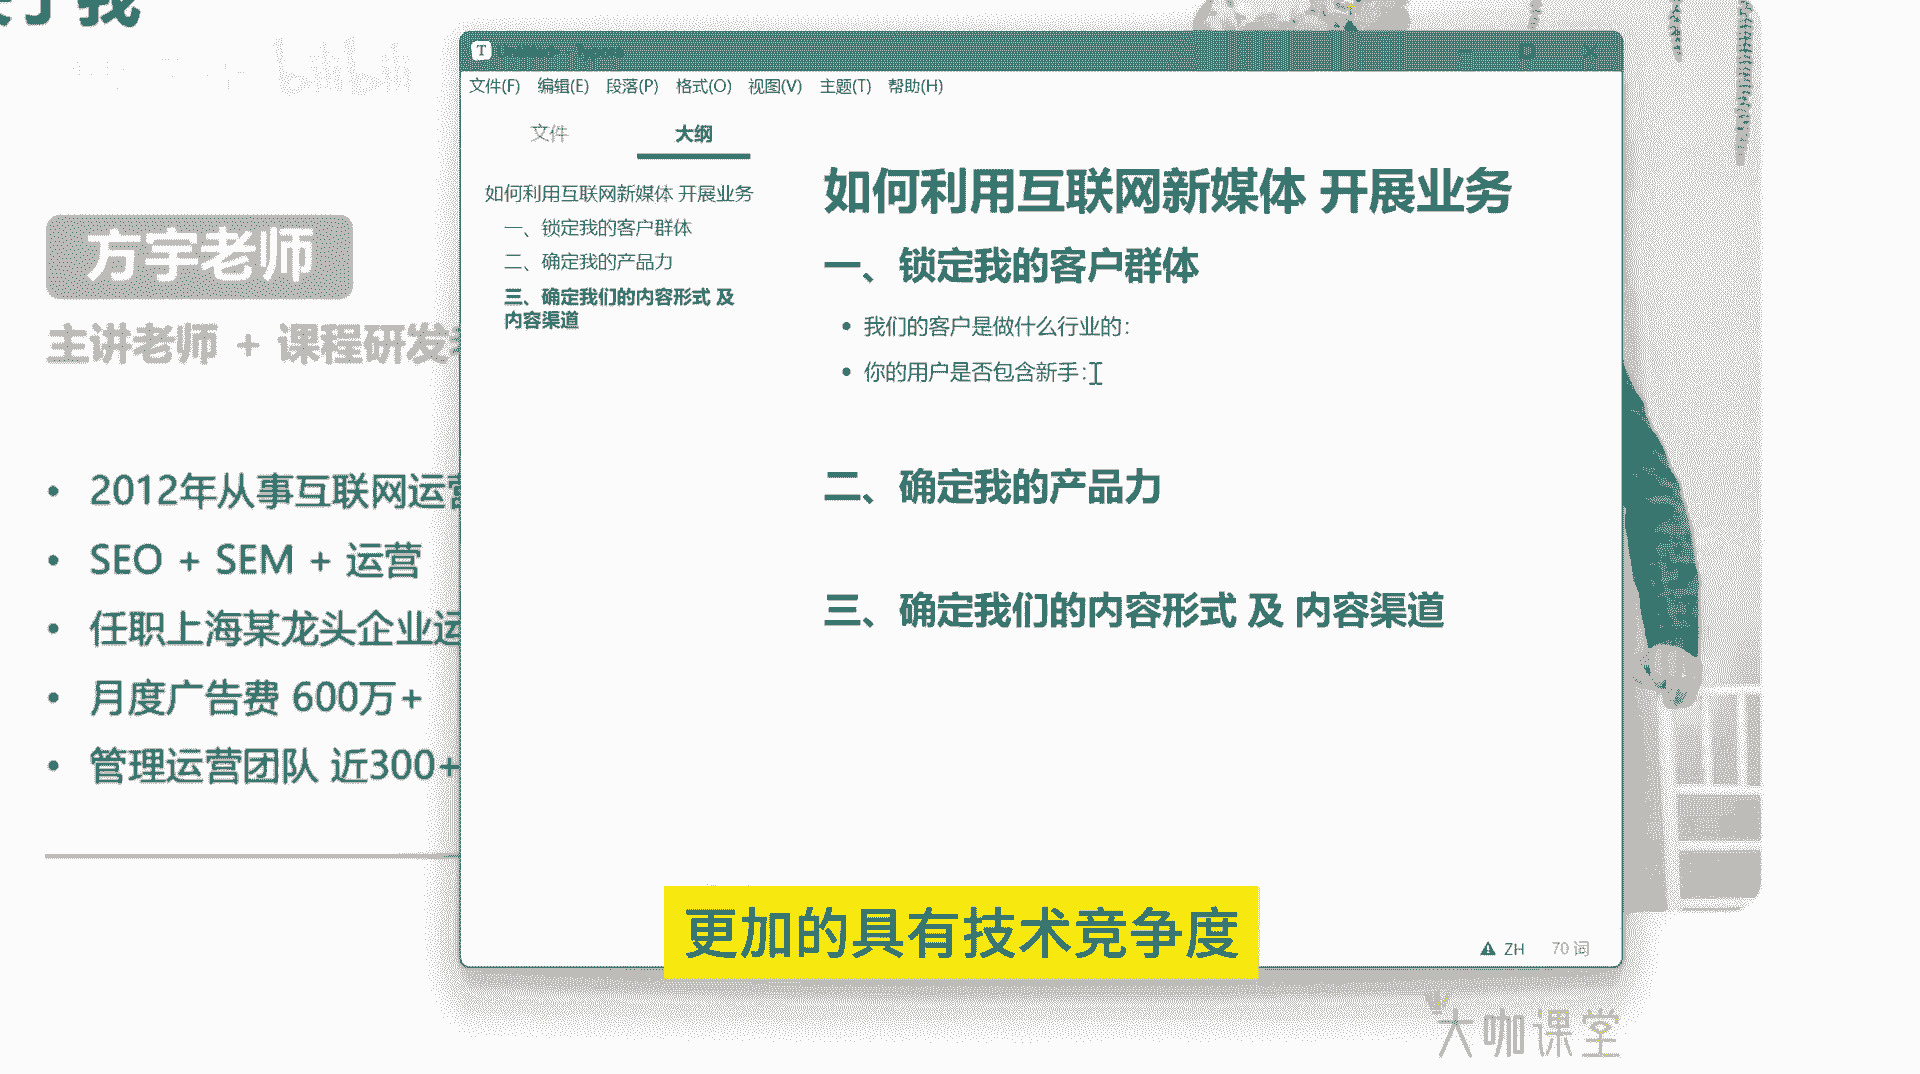 bilibili
方宇老师
主讲老师 + 课程研发
• 2012年从事互联网运营
• SEO + SEM + 运营
• 任职上海某龙头企业运
• 月度广告费 600万+
• 管理运营团队 近300+
T
文件(F) 编辑(E) 段落(P) 格式(O) 视图(V) 主题(T) 帮助(H)
文件 大纲
如何利用互联网新媒体 开展业务
一、锁定我的客户群体
二、确定我的产品力
三、确定我们的内容形式 及
内容渠道
如何利用互联网新媒体 开展业务
一、锁定我的客户群体
• 我们的客户是做什么行业的：
• 你的用户是否包含新手：
二、确定我的产品力
三、确定我们的内容形式 及 内容渠道
ZH 70 词
更加的具有技术竞争度
大咖课堂